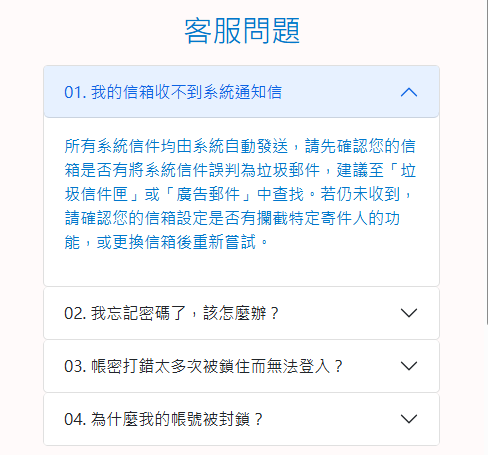 客服問題
01. 我的信箱收不到系統通知信
所有系統信件均由系統自動發送，請先確認您的信
箱是否有將系統信件誤判為垃圾郵件，建議至「垃
圾信件匣」或「廣告郵件」中查找。若仍未收到，
請確認您的信箱設定是否有攔截特定寄件人的功
能，或更換信箱後重新嘗試。
02. 我忘記密碼了，該怎麼辦？
03. 帳密打錯太多次被鎖住而無法登入？
04. 為什麼我的帳號被封鎖？